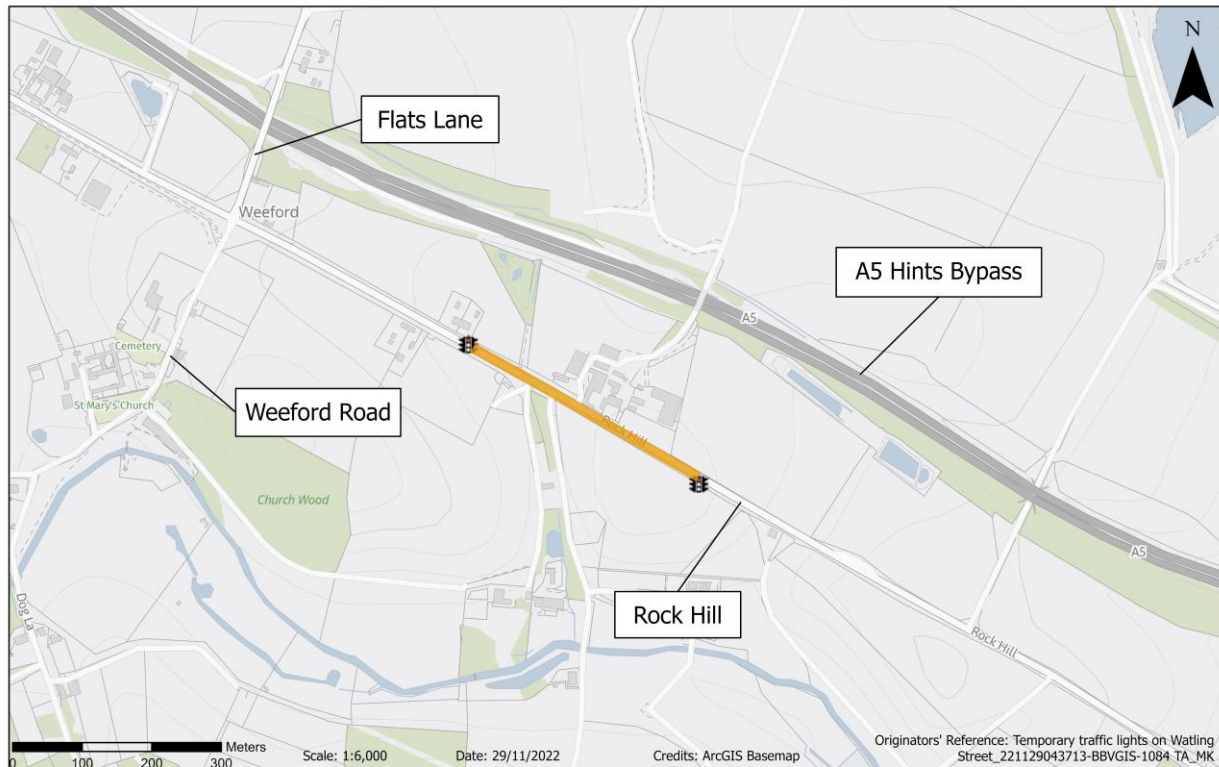 N
Flats Lane
Weeford
A5 Hints Bypass
A5
Cemetery
St Mary's Church
Weeford Road
Rock Hill
Church Wood
A5
Rock Hill
Dog La
Rock Hill
Meters
0 100 200 300
Scale: 1:6,000
Date: 29/11/2022
Credits: ArcGIS Basemap
Originators' Reference: Temporary traffic lights on Watling
Street_221129043713-BBVGIS-1084 TA_MK